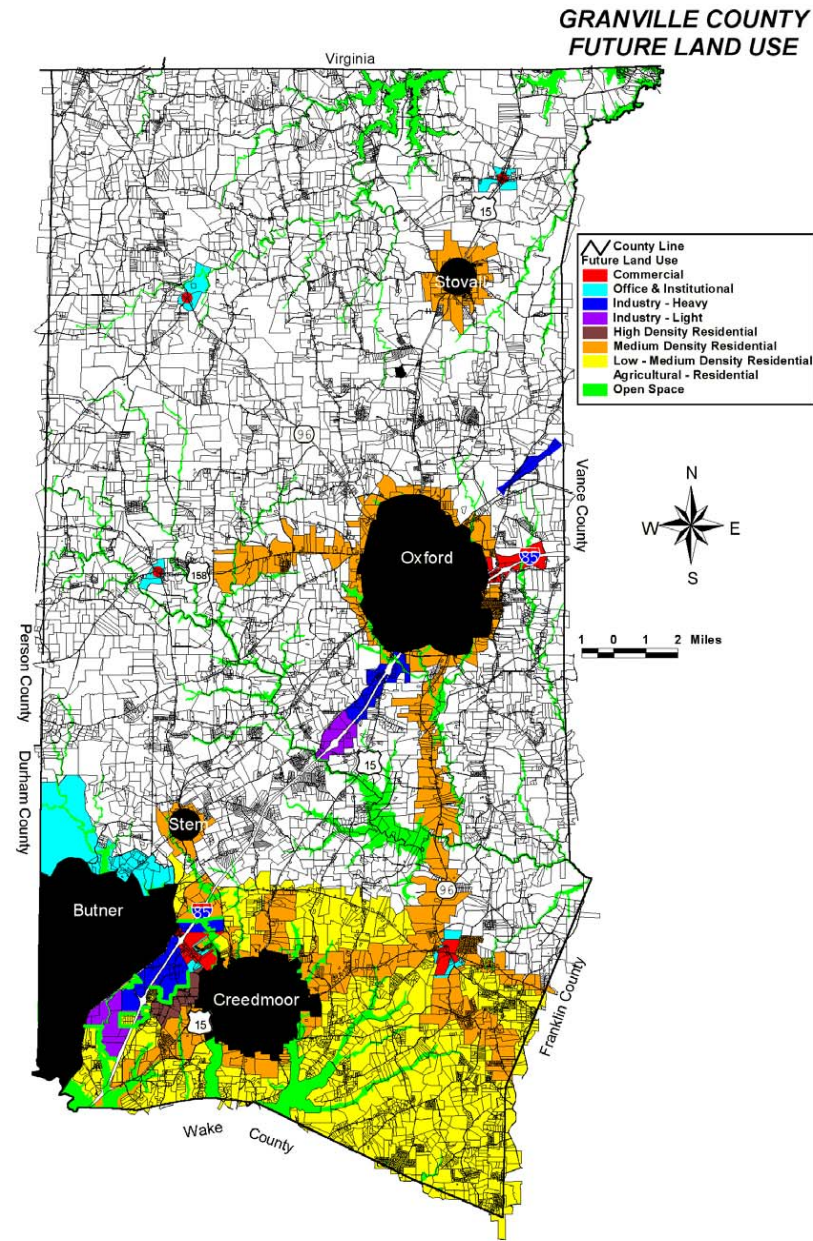 GRANVILLE COUNTY
FUTURE LAND USE
Virginia
15
Stovall
County Line
Future Land Use
Commercial
Office & Institutional
Industry - Heavy
Industry - Light
High Density Residential
Medium Density Residential
Low - Medium Density Residential
Agricultural - Residential
Open Space
96
Vance County
N
W E
S
Oxford
85
158
1 0 1 2 Miles
Person County
15
Durham County
Stem
96
Butner
85
Creedmoor
15
Franklin County
Wake County